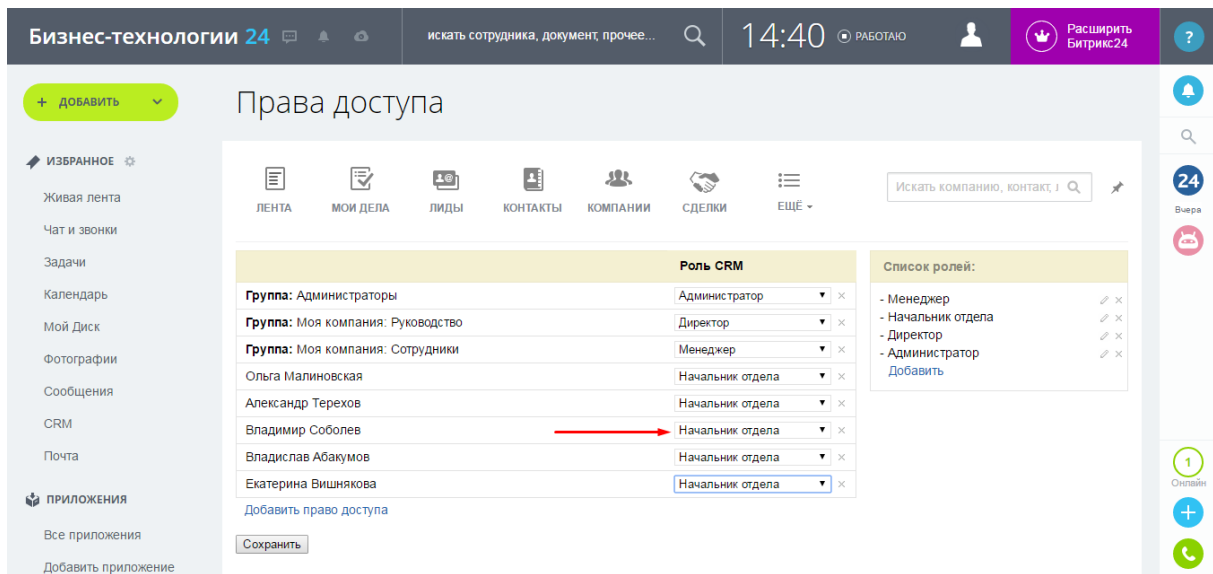 Бизнес-технологии 24
искать сотрудника, документ, прочее...
14:40
РАБОТАЮ
Расширить
Битрикс24
?
+ ДОБАВИТЬ
Права доступа
ИЗБРАННОЕ
Живая лента
Чат и звонки
Задачи
Календарь
Мой Диск
Фотографии
Сообщения
CRM
Почта
ПРИЛОЖЕНИЯ
Все приложения
Добавить приложение
ЛЕНТА
МОИ ДЕЛА
ЛИДЫ
КОНТАКТЫ
КОМПАНИИ
СДЕЛКИ
ЕЩЁ
Искать компанию, контакт,
Роль CRM
Группа: Администраторы Администратор
Группа: Моя компания: Руководство Директор
Группа: Моя компания: Сотрудники Менеджер
Ольга Малиновская Начальник отдела
Александр Терехов Начальник отдела
Владимир Соболев Начальник отдела
Владислав Абакумов Начальник отдела
Екатерина Вишнякова Начальник отдела
Добавить право доступа
Сохранить
Список ролей:
- Менеджер
- Начальник отдела
- Директор
- Администратор
Добавить
24
Вчера
1
Онлайн